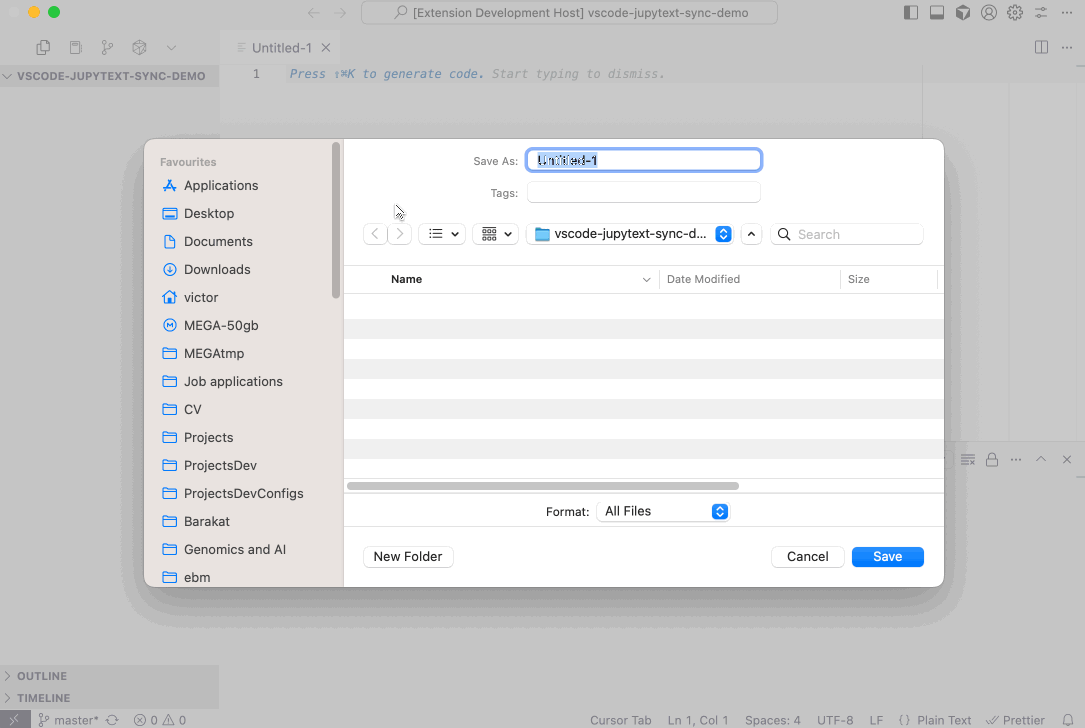 [Extension Development Host] vscode-jupytext-sync-demo
Untitled-1
VSCODE-JUPYTEXT-SYNC-DEMO
1 Press ⇧⌘K to generate code. Start typing to dismiss.
Favourites
Applications
Desktop
Documents
Downloads
victor
MEGA-50gb
MEGAtmp
Job applications
CV
Projects
ProjectsDev
ProjectsDevConfigs
Barakat
Genomics and AI
ebm
Save As: Untitled-1
Tags:
vscode-jupytext-sync-d...
Search
Name Date Modified Size
Format: All Files
New Folder Cancel Save
OUTLINE
TIMELINE
master* 0 0 Cursor Tab Ln 1, Col 1 Spaces: 4 UTF-8 LF {} Plain Text Prettier